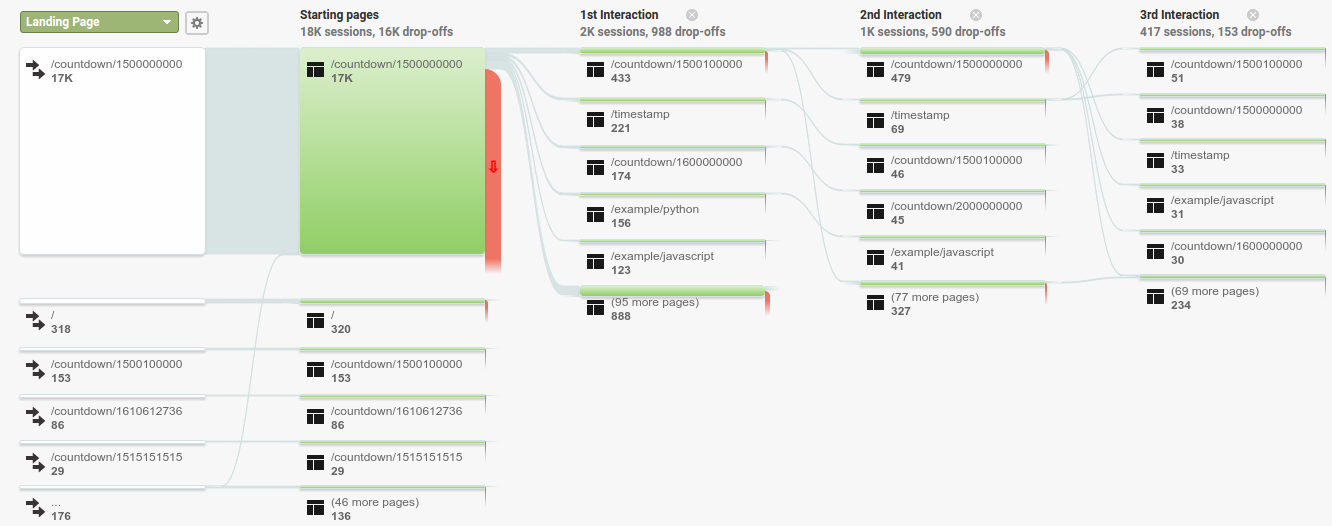 Landing Page
/countdown/1500000000
17K
/
318
/countdown/1500100000
153
/countdown/1610612736
86
/countdown/1515151515
29
...
176
Starting pages
18K sessions, 16K drop-offs
/countdown/1500000000
17K
/
320
/countdown/1500100000
153
/countdown/1610612736
86
/countdown/1515151515
29
(46 more pages)
136
1st Interaction
2K sessions, 988 drop-offs
/countdown/1500100000
433
/timestamp
221
/countdown/1600000000
174
/example/python
156
/example/javascript
123
(95 more pages)
888
2nd Interaction
1K sessions, 590 drop-offs
/countdown/1500000000
479
/timestamp
69
/countdown/1500100000
46
/countdown/2000000000
45
/example/javascript
41
(77 more pages)
327
3rd Interaction
417 sessions, 153 drop-offs
/countdown/1500100000
51
/countdown/1500000000
38
/timestamp
33
/example/javascript
31
/countdown/1600000000
30
(69 more pages)
234